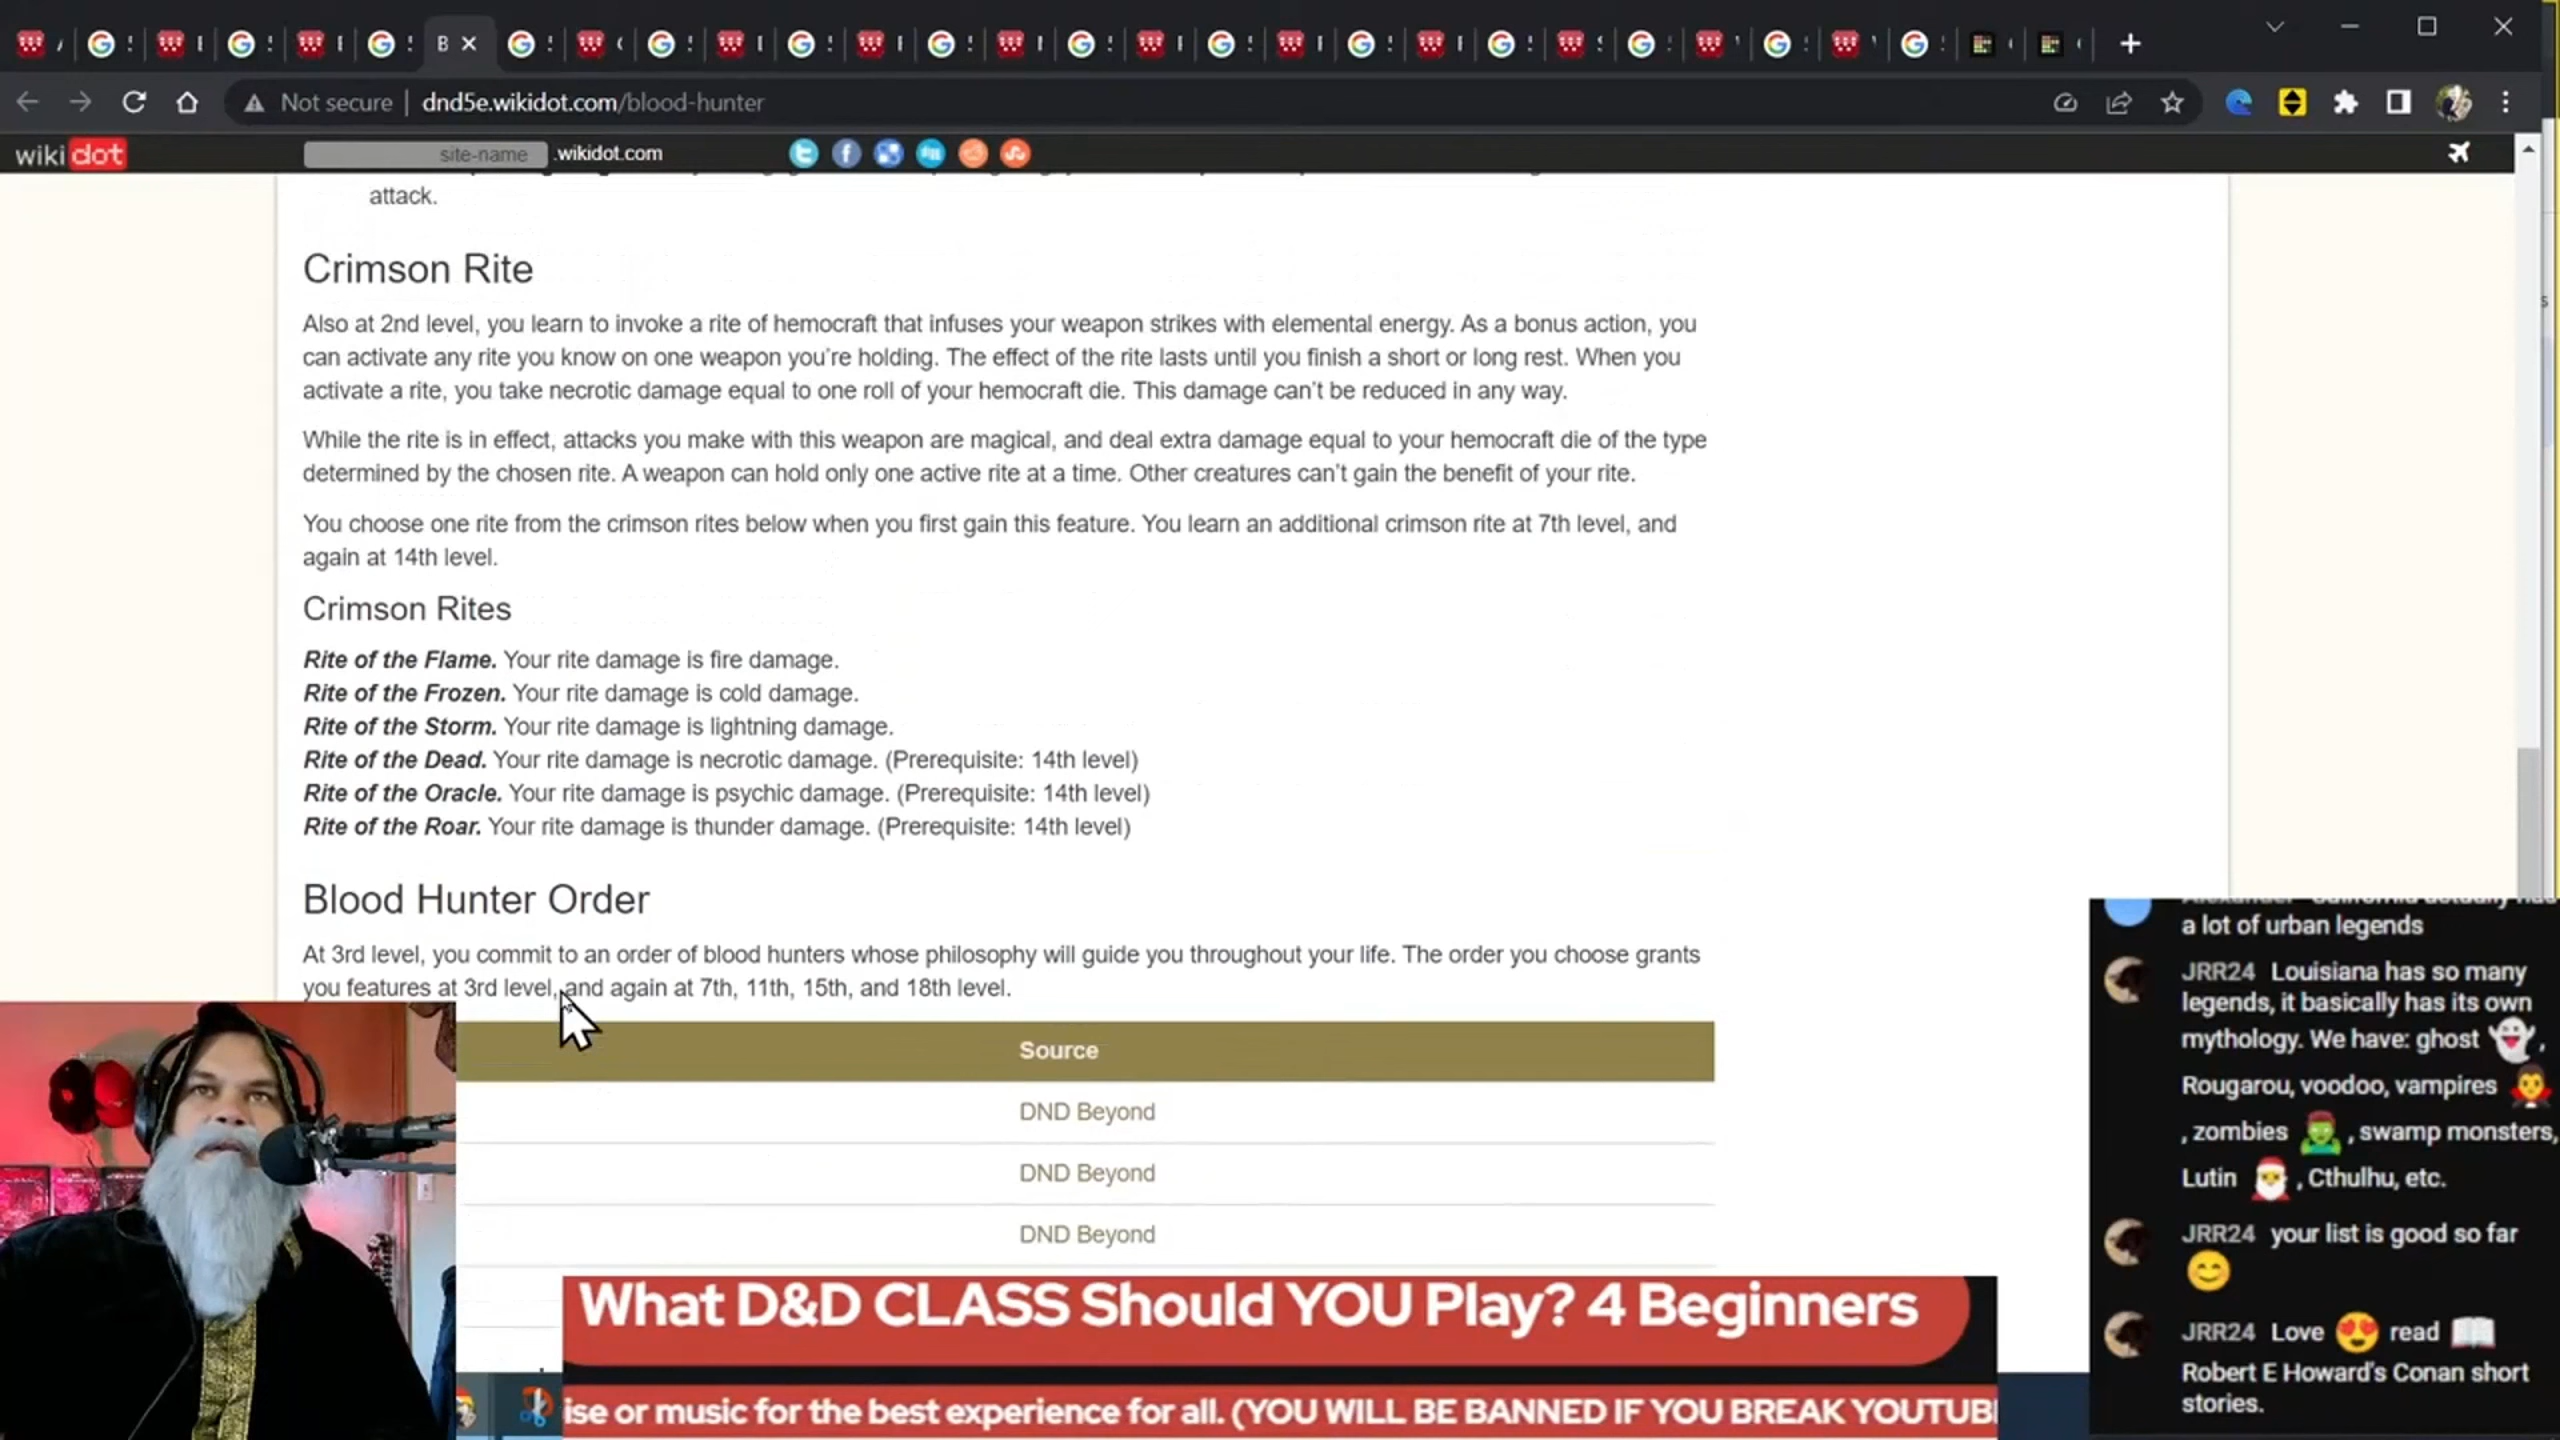 B
Not secure | dnd5e.wikidot.com/blood-hunter
wikidot
site-name .wikidot.com
attack.
Crimson Rite
Also at 2nd level, you learn to invoke a rite of hemocraft that infuses your weapon strikes with elemental energy. As a bonus action, you
can activate any rite you know on one weapon you're holding. The effect of the rite lasts until you finish a short or long rest. When you
activate a rite, you take necrotic damage equal to one roll of your hemocraft die. This damage can't be reduced in any way.
While the rite is in effect, attacks you make with this weapon are magical, and deal extra damage equal to your hemocraft die of the type
determined by the chosen rite. A weapon can hold only one active rite at a time. Other creatures can't gain the benefit of your rite.
You choose one rite from the crimson rites below when you first gain this feature. You learn an additional crimson rite at 7th level, and
again at 14th level.
Crimson Rites
Rite of the Flame. Your rite damage is fire damage.
Rite of the Frozen. Your rite damage is cold damage.
Rite of the Storm. Your rite damage is lightning damage.
Rite of the Dead. Your rite damage is necrotic damage. (Prerequisite: 14th level)
Rite of the Oracle. Your rite damage is psychic damage. (Prerequisite: 14th level)
Rite of the Roar. Your rite damage is thunder damage. (Prerequisite: 14th level)
Blood Hunter Order
At 3rd level, you commit to an order of blood hunters whose philosophy will guide you throughout your life. The order you choose grants
you features at 3rd level, and again at 7th, 11th, 15th, and 18th level.
Source
DND Beyond
DND Beyond
DND Beyond
What D&D CLASS Should YOU Play? 4 Beginners
ise or music for the best experience for all. (YOU WILL BE BANNED IF YOU BREAK YOUTUB
a lot of urban legends
JRR24 Louisiana has so many
legends, it basically has its own
mythology. We have: ghost 👻,
Rougarou, voodoo, vampires 🧛
, zombies 🧟, swamp monsters,
Lutin 🎅, Cthulhu, etc.
JRR24 your list is good so far
😊
JRR24 Love 😍 read 📖
Robert E Howard's Conan short
stories.